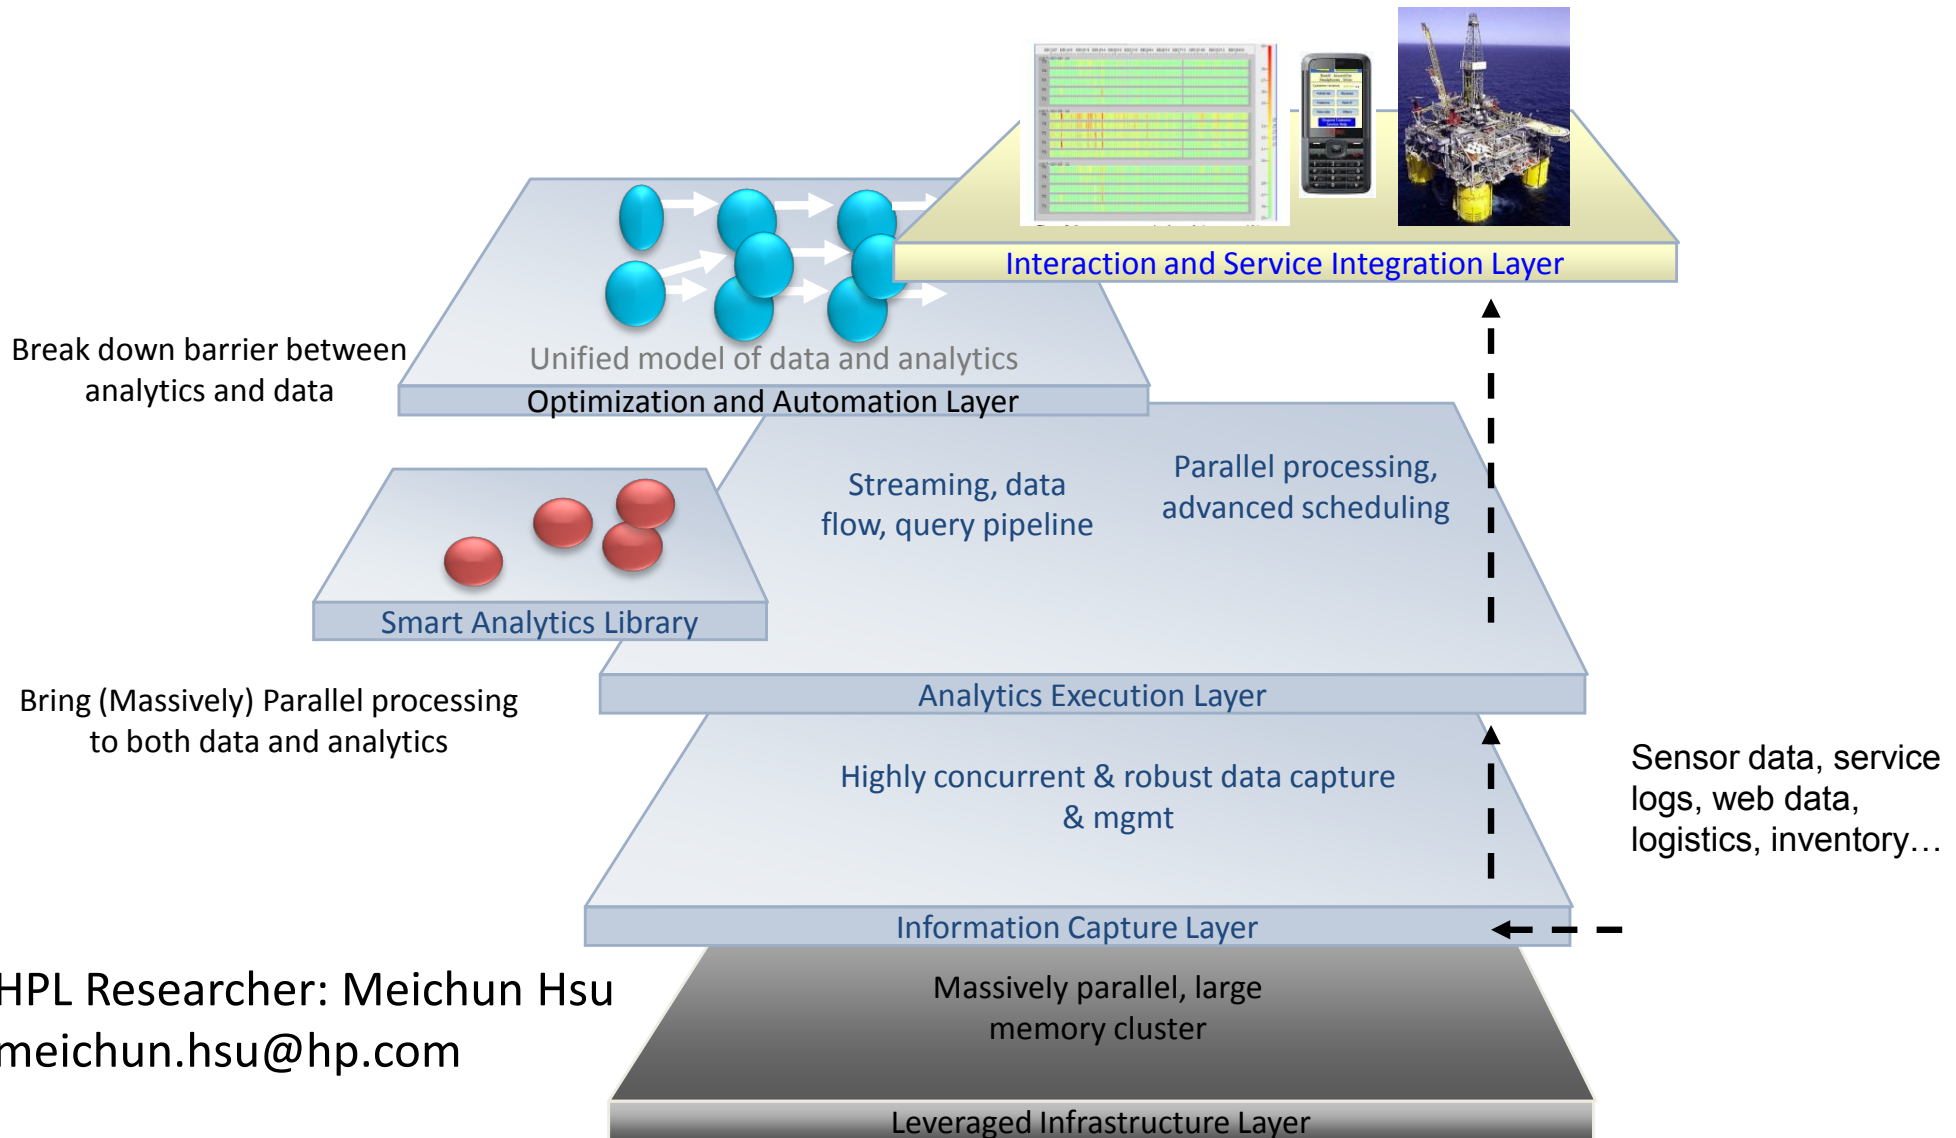 Interaction and Service Integration Layer
Break down barrier between
analytics and data
Unified model of data and analytics
Optimization and Automation Layer
Streaming, data
flow, query pipeline
Parallel processing,
advanced scheduling
Smart Analytics Library
Analytics Execution Layer
Bring (Massively) Parallel processing
to both data and analytics
Highly concurrent & robust data capture
& mgmt
Sensor data, service
logs, web data,
logistics, inventory…
Information Capture Layer
HPL Researcher: Meichun Hsu
meichun.hsu@hp.com
Massively parallel, large
memory cluster
Leveraged Infrastructure Layer